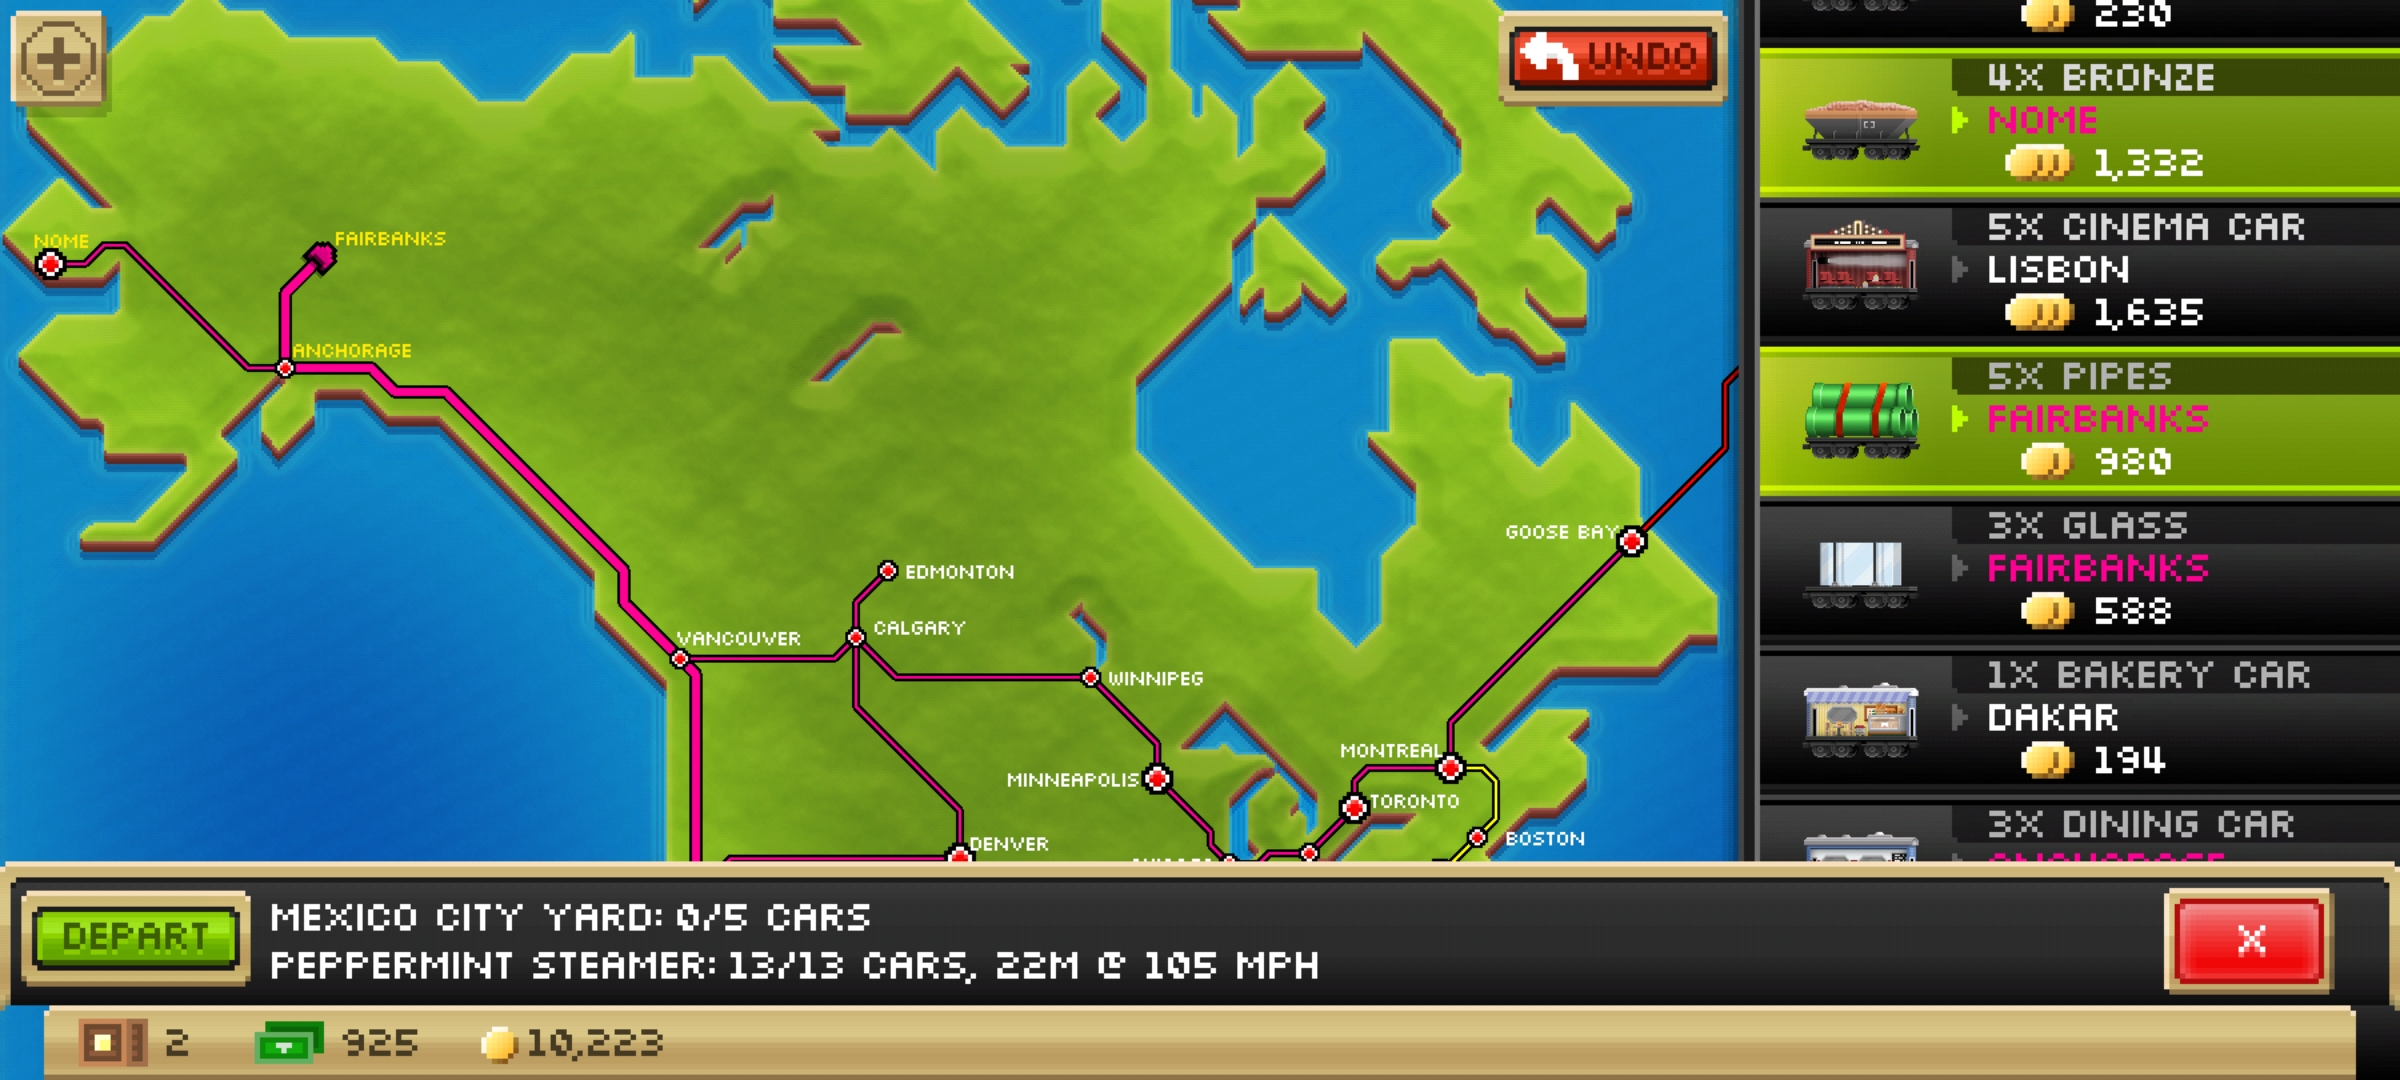 UNDO
NOME
FAIRBANKS
ANCHORAGE
GOOSE BAY
EDMONTON
CALGARY
VANCOUVER
WINNIPEG
MONTREAL
MINNEAPOLIS
TORONTO
BOSTON
DENVER
230
4X BRONZE
NOME
1,332
5X CINEMA CAR
LISBON
1,635
5X PIPES
FAIRBANKS
980
3X GLASS
FAIRBANKS
588
1X BAKERY CAR
DAKAR
194
3X DINING CAR
ANCHORAGE
DEPART
MEXICO CITY YARD: 0/5 CARS
PEPPERMINT STEAMER: 13/13 CARS, 22M @ 105 MPH
X
2
925
10,223